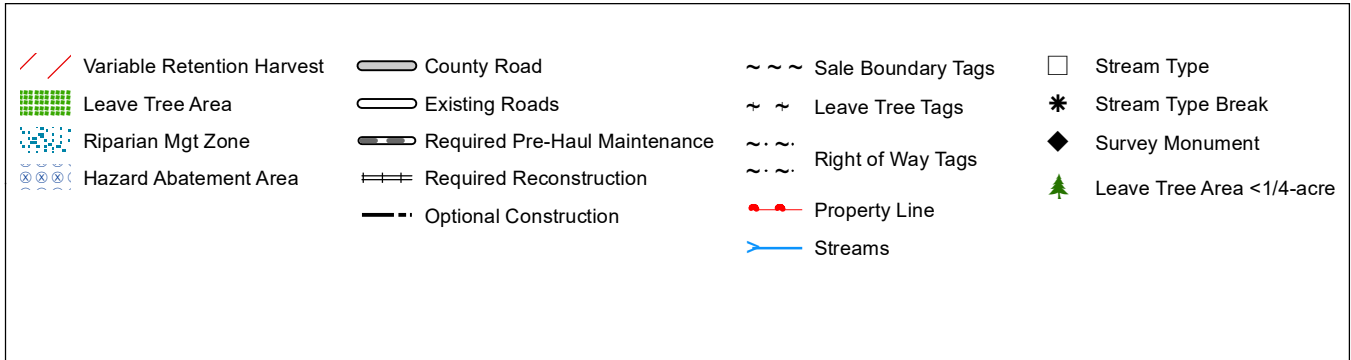 Variable Retention Harvest
Leave Tree Area
Riparian Mgt Zone
Hazard Abatement Area
County Road
Existing Roads
Required Pre-Haul Maintenance
Required Reconstruction
Optional Construction
Sale Boundary Tags
Leave Tree Tags
Right of Way Tags
Property Line
Streams
Stream Type
Stream Type Break
Survey Monument
Leave Tree Area <1/4-acre